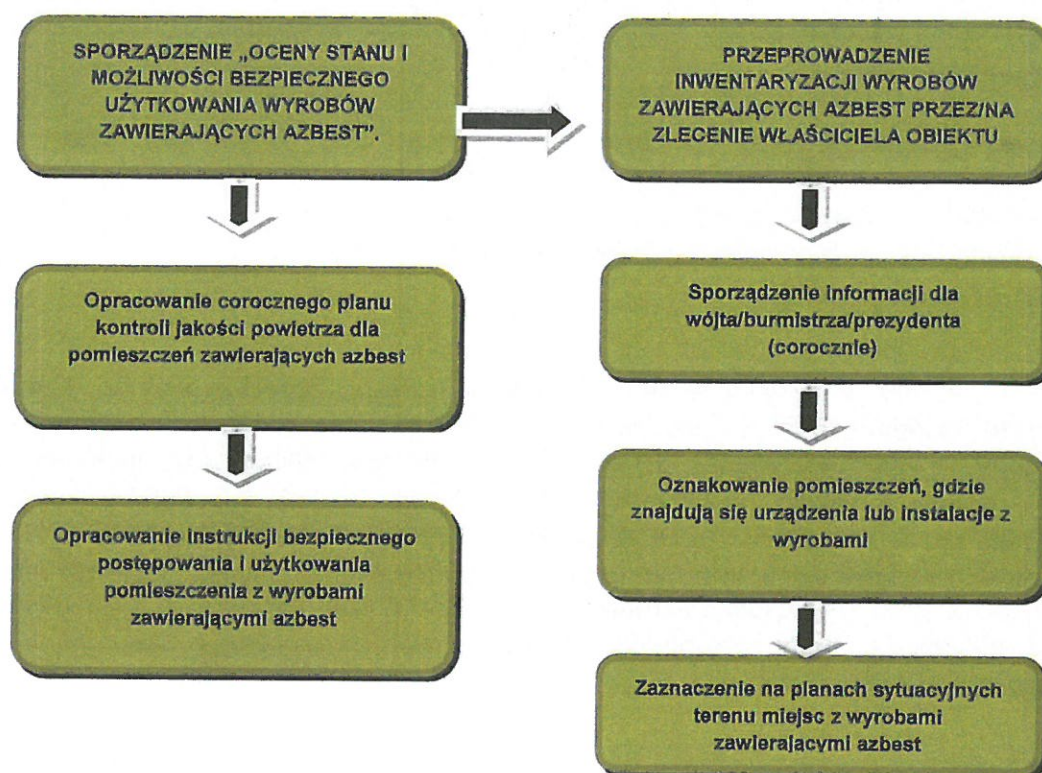 SPORZĄDZENIE „OCENY STANU I
MOŻLIWOŚCI BEZPIECZNEGO
UŻYTKOWANIA WYROBÓW
ZAWIERAJĄCYCH AZBEST”.
Opracowanie corocznego planu
kontroli jakości powietrza dla
pomieszczeń zawierających azbest
Opracowanie instrukcji bezpiecznego
postępowania i użytkowania
pomieszczenia z wyrobami
zawierającymi azbest
PRZEPROWADZENIE
INWENTARYZACJI WYROBÓW
ZAWIERAJĄCYCH AZBEST PRZEZ/NA
ZLECENIE WŁAŚCICIELA OBIEKTU
Sporządzenie informacji dla
wójta/burmistrza/prezydenta
(corocznie)
Oznakowanie pomieszczeń, gdzie
znajdują się urządzenia lub instalacje z
wyrobami
Zaznaczenie na planach sytuacyjnych
terenu miejsc z wyrobami
zawierającymi azbest